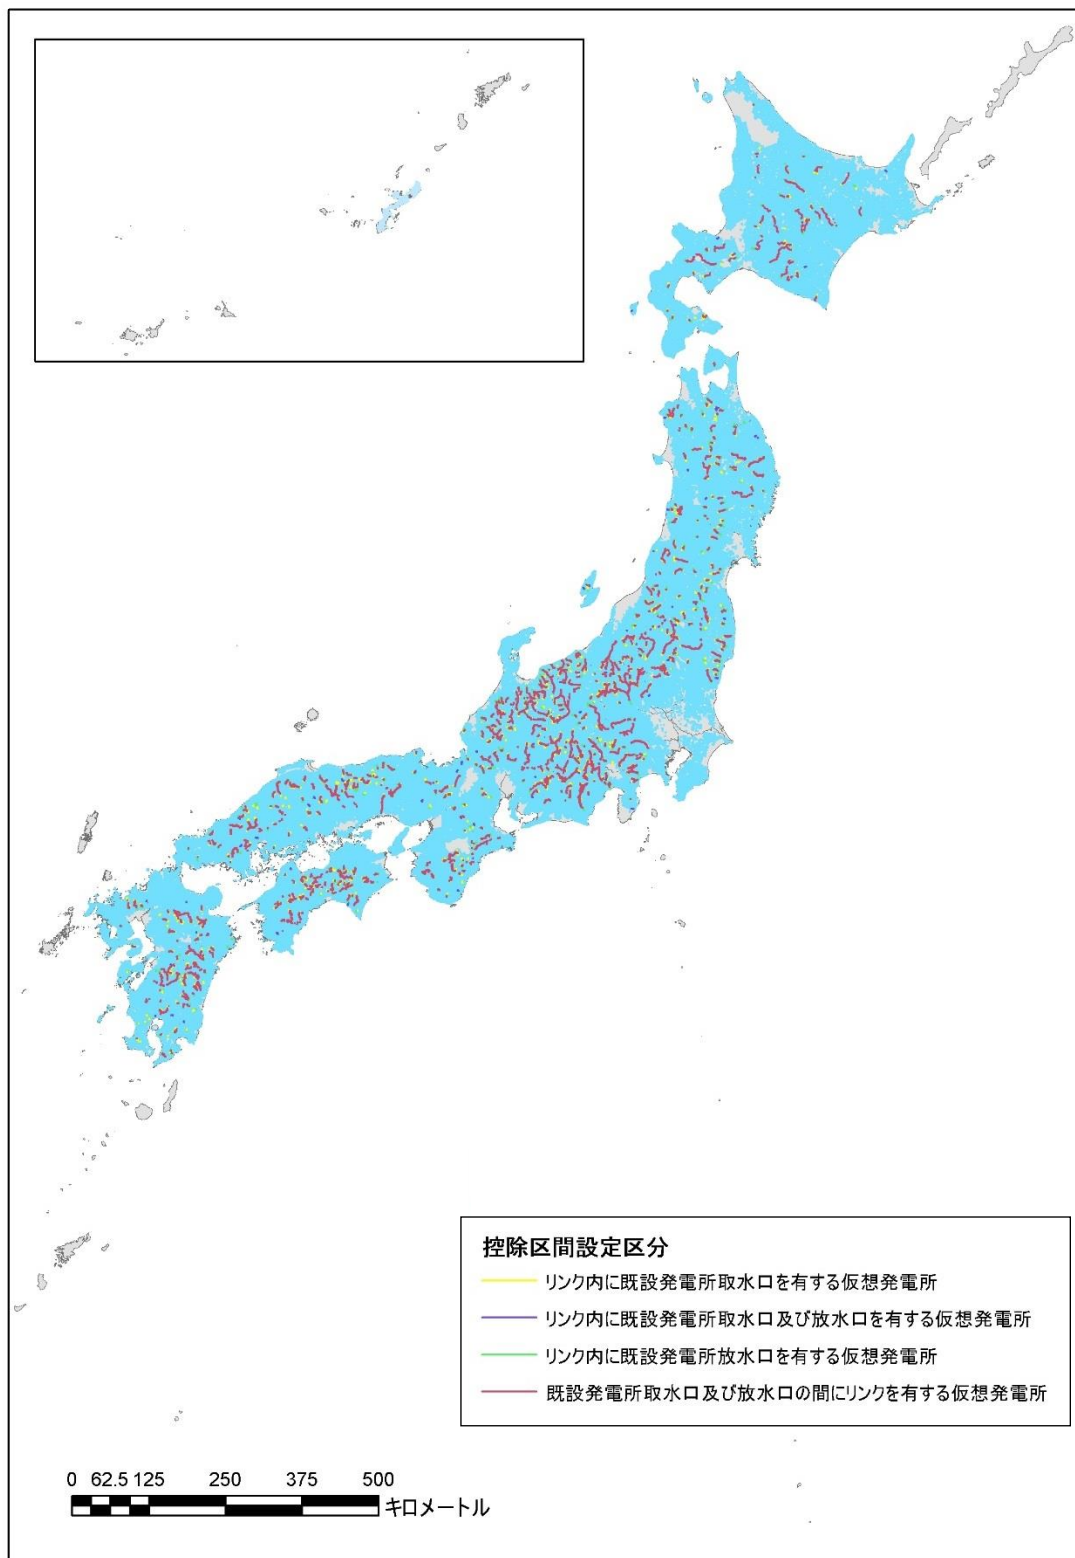 控除区間設定区分
リンク内に既設発電所取水口を有する仮想発電所
リンク内に既設発電所取水口及び放水口を有する仮想発電所
リンク内に既設発電所放水口を有する仮想発電所
既設発電所取水口及び放水口の間にリンクを有する仮想発電所
0 62.5 125 250 375 500
キロメートル